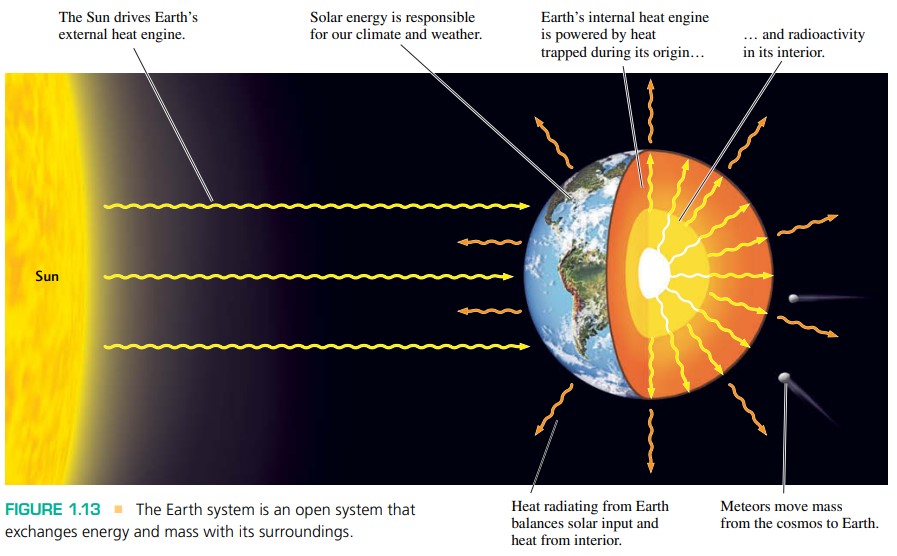 The Sun drives Earth's
external heat engine.
Solar energy is responsible
for our climate and weather.
Earth's internal heat engine
is powered by heat
trapped during its origin…
… and radioactivity
in its interior.
Sun
Heat radiating from Earth
balances solar input and
heat from interior.
Meteors move mass
from the cosmos to Earth.
FIGURE 1.13 ■ The Earth system is an open system that
exchanges energy and mass with its surroundings.